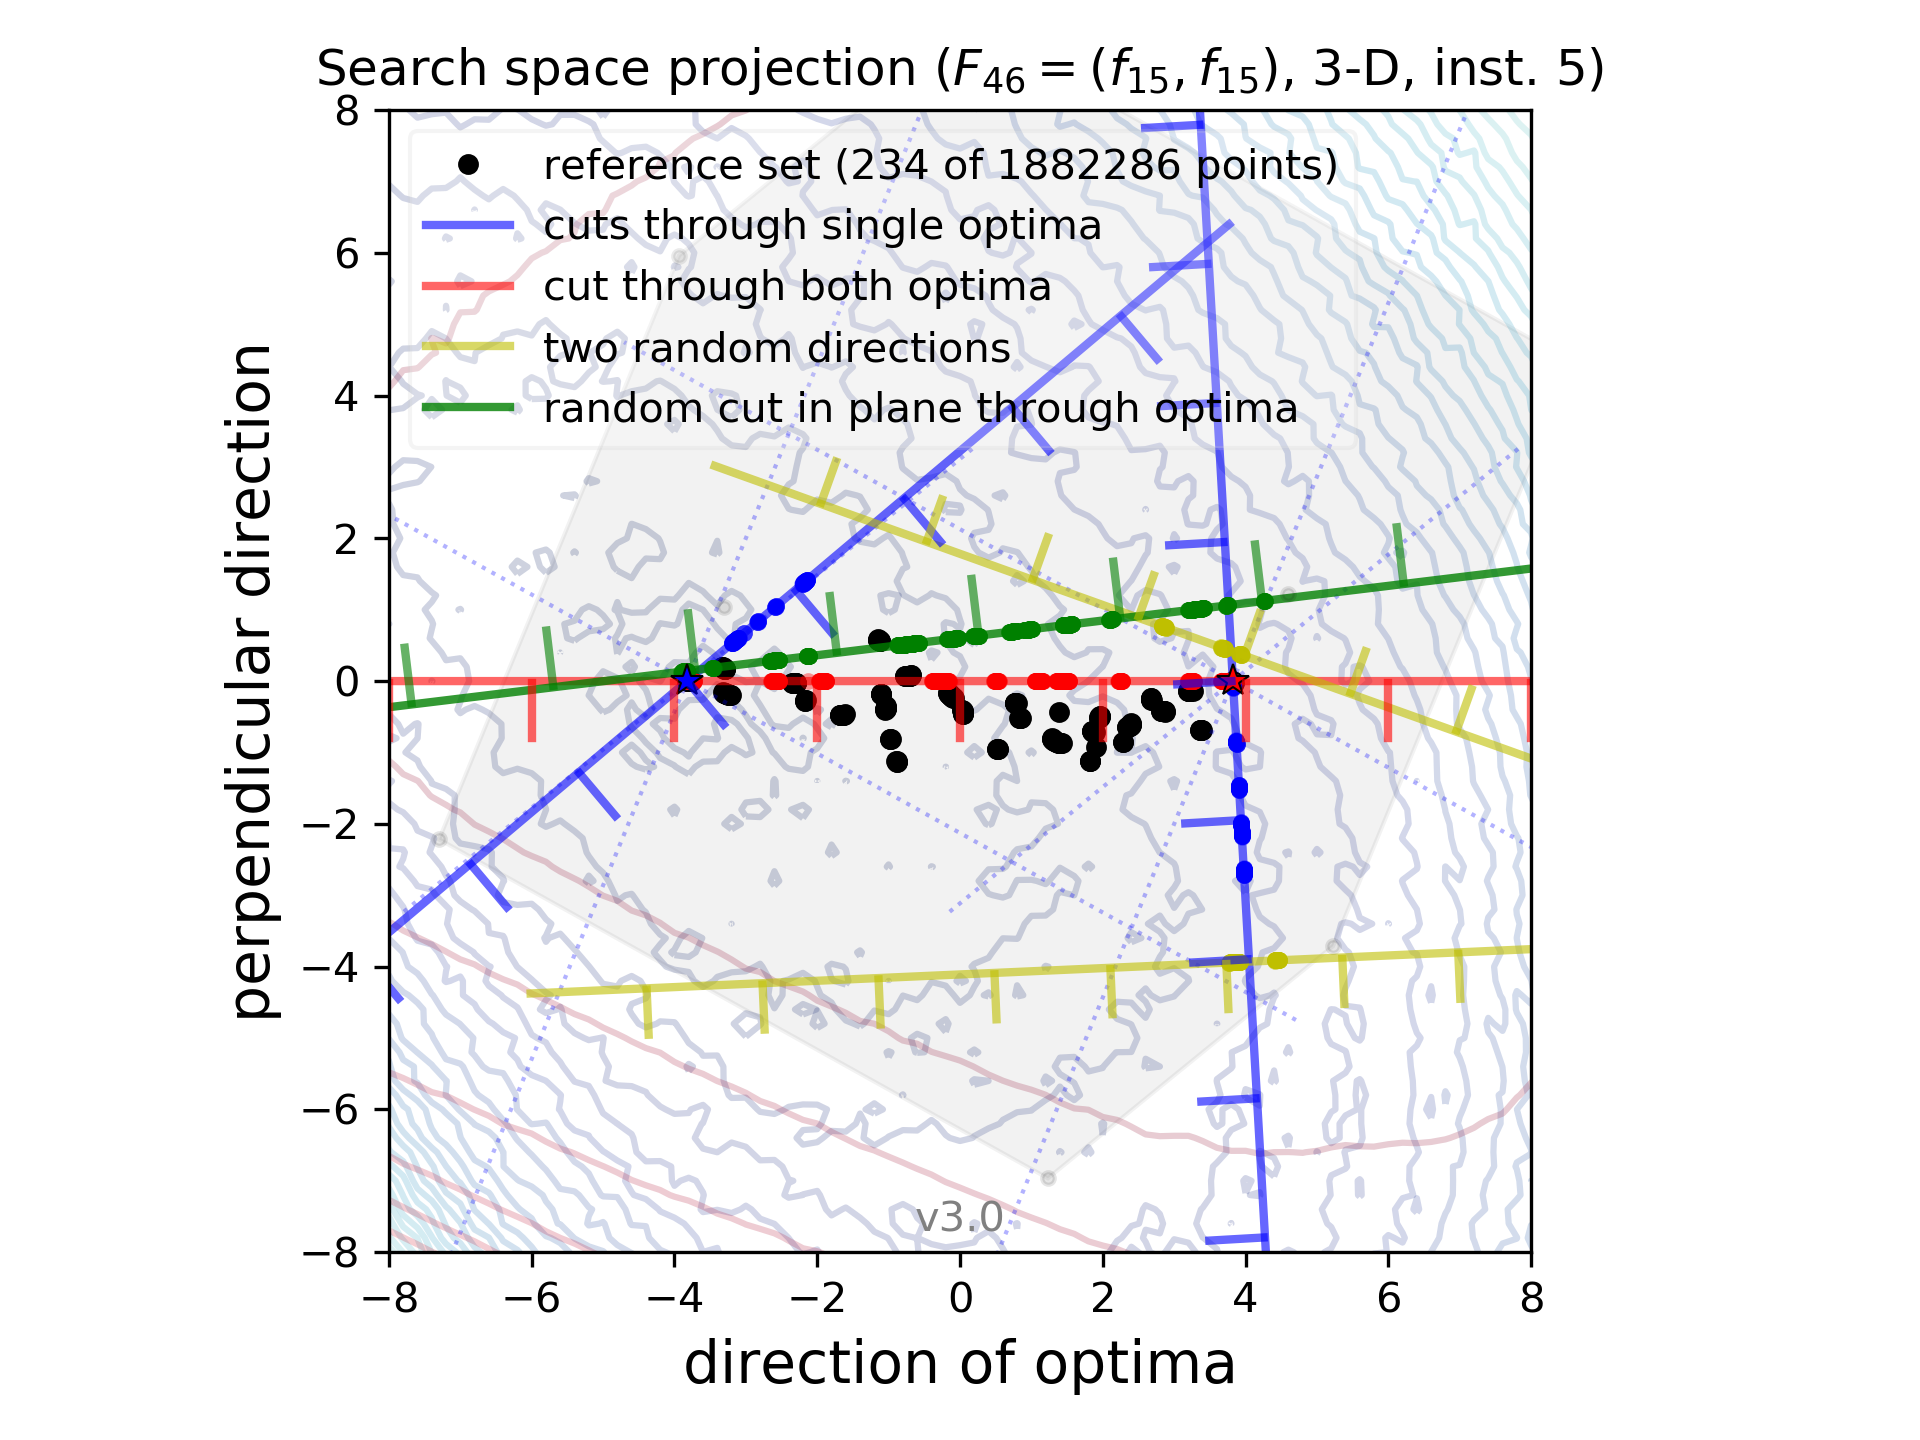 Search space projection (F46 = (f15, f15), 3-D, inst. 5)
reference set (234 of 1882286 points)
cuts through single optima
cut through both optima
two random directions
random cut in plane through optima
8
6
4
2
0
−2
−4
−6
−8
perpendicular direction
v3.0
−8 −6 −4 −2 0 2 4 6 8
direction of optima